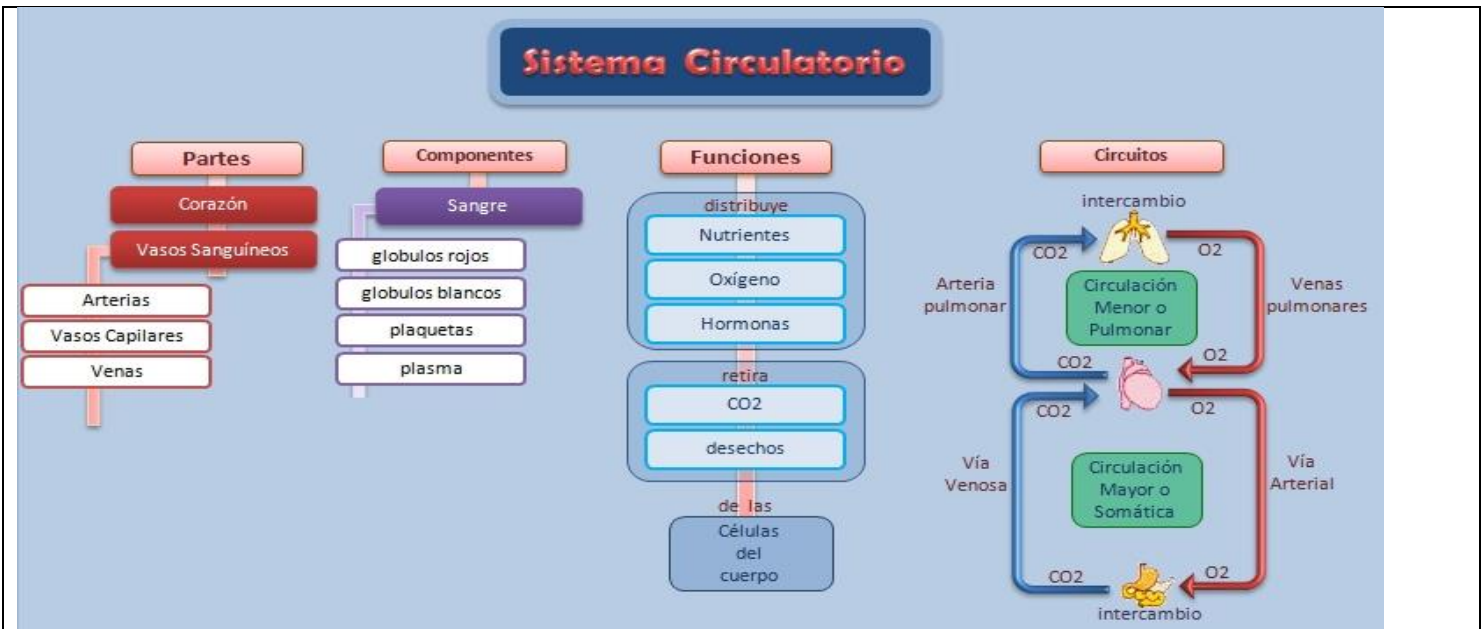 Sistema Circulatorio
Partes
Corazón
Vasos Sanguíneos
Arterias
Vasos Capilares
Venas
Componentes
Sangre
globulos rojos
globulos blancos
plaquetas
plasma
Funciones
distribuye
Nutrientes
Oxígeno
Hormonas
retira
CO2
desechos
de las
Células
del
cuerpo
Circuitos
intercambio
CO2
O2
Arteria
pulmonar
Circulación
Menor o
Pulmonar
Venas
pulmonares
CO2
O2
CO2
O2
Vía
Venosa
Circulación
Mayor o
Somática
Vía
Arterial
CO2
O2
intercambio